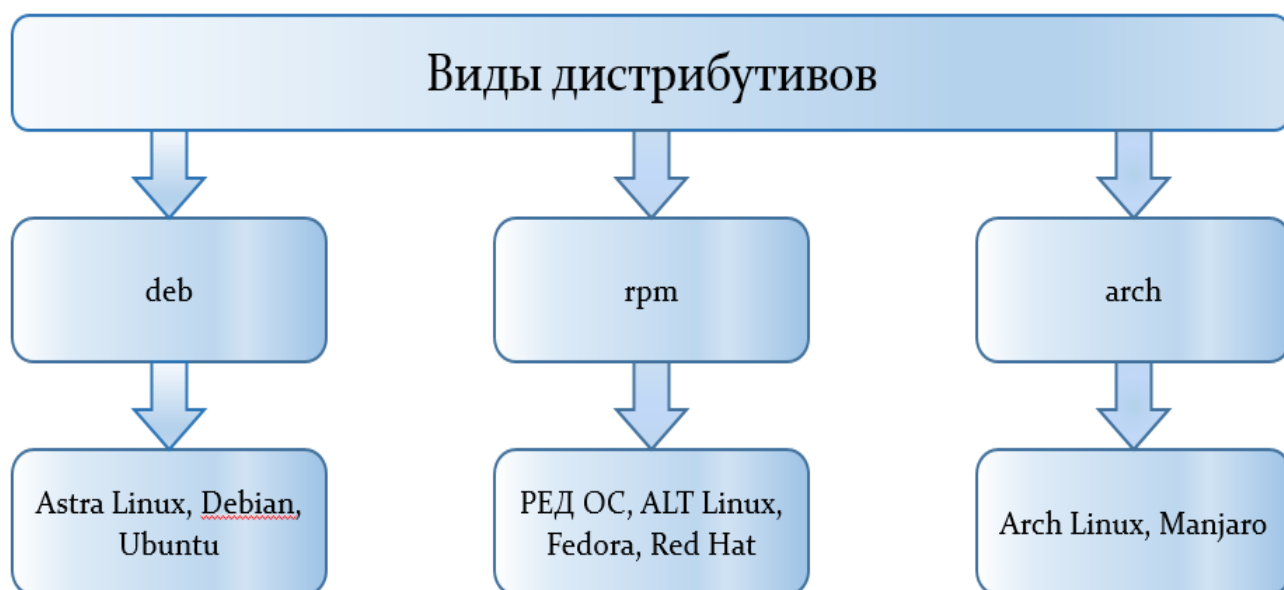 Виды дистрибутивов
deb
rpm
arch
Astra Linux, Debian,
Ubuntu
РЕД ОС, ALT Linux,
Fedora, Red Hat
Arch Linux, Manjaro